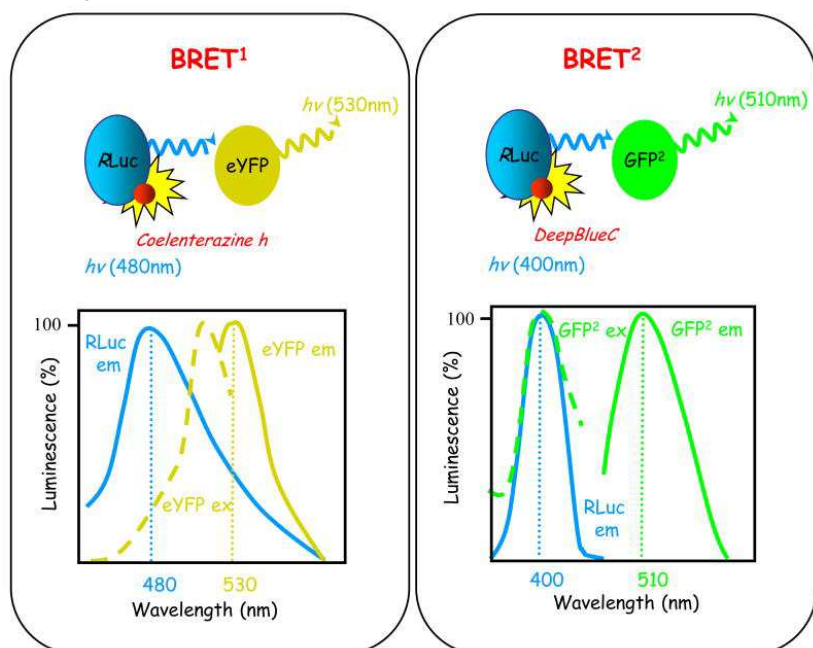 BRET¹
hν (530nm)
RLuc
eYFP
Coelenterazine h
hν (480nm)
100
RLuc
em
eYFP em
eYFP ex
Luminescence (%)
480
530
Wavelength (nm)
BRET²
hν (510nm)
RLuc
GFP²
DeepBlueC
hν (400nm)
100
GFP² ex
GFP² em
RLuc
em
Luminescence (%)
400
510
Wavelength (nm)